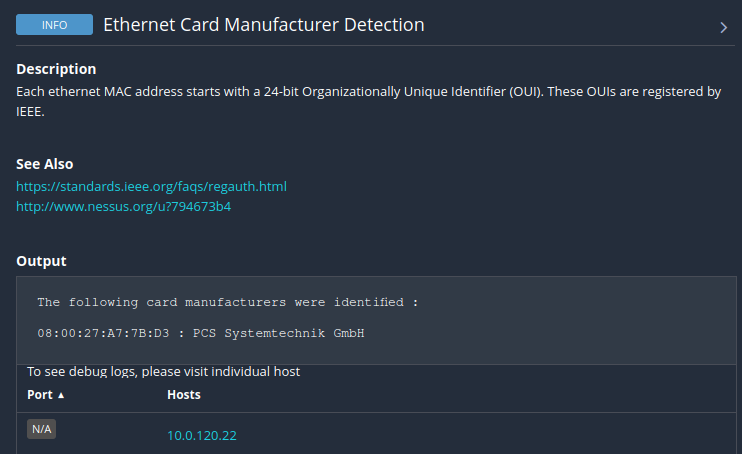 INFO Ethernet Card Manufacturer Detection
Description
Each ethernet MAC address starts with a 24-bit Organizationally Unique Identifier (OUI). These OUIs are registered by
IEEE.
See Also
https://standards.ieee.org/faqs/regauth.html
http://www.nessus.org/u?794673b4
Output
The following card manufacturers were identified :
08:00:27:A7:7B:D3 : PCS Systemtechnik GmbH
To see debug logs, please visit individual host
Port ▲ Hosts
N/A 10.0.120.22